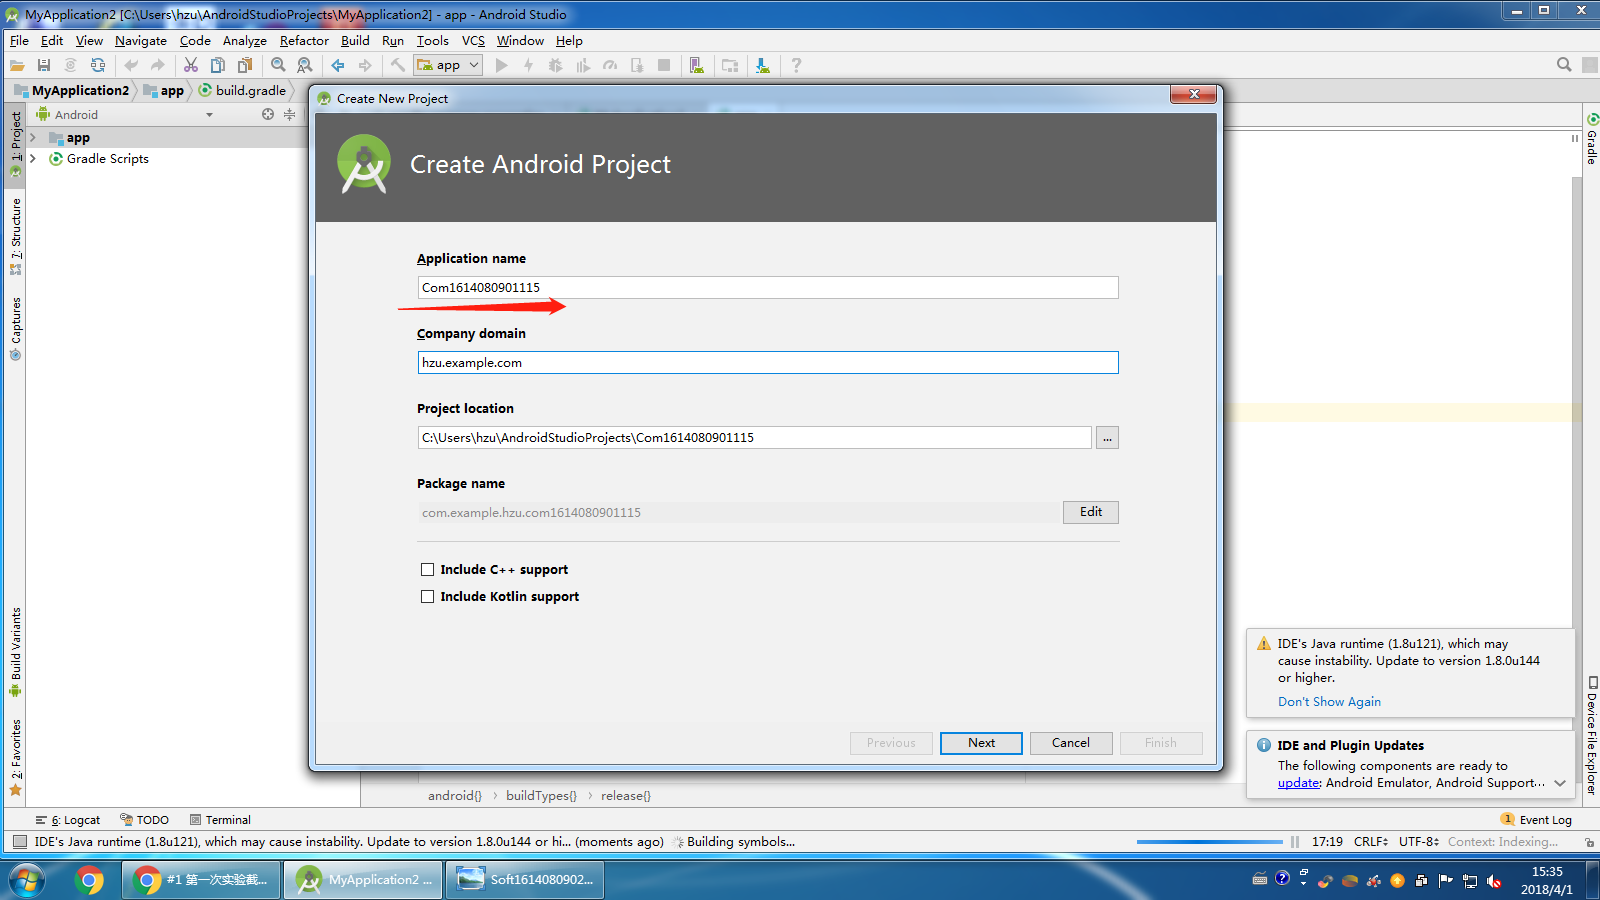 MyApplication2 [C:\Users\hzu\AndroidStudioProjects\MyApplication2] - app - Android Studio
File Edit View Navigate Code Analyze Refactor Build Run Tools VCS Window Help
app
MyApplication2 app build.gradle
Create New Project
Android
app
Gradle Scripts
1: Project
7: Structure
Captures
Build Variants
2: Favorites
Gradle
Device File Explorer
Create Android Project
Application name
Com1614080901115
Company domain
hzu.example.com
Project location
C:\Users\hzu\AndroidStudioProjects\Com1614080901115
...
Package name
com.example.hzu.com1614080901115
Edit
Include C++ support
Include Kotlin support
Previous Next Cancel Finish
IDE's Java runtime (1.8u121), which may
cause instability. Update to version 1.8.0u144
or higher.
Don't Show Again
IDE and Plugin Updates
The following components are ready to
update: Android Emulator, Android Support...
android{} › buildTypes{} › release{}
6: Logcat TODO Terminal
1 Event Log
IDE's Java runtime (1.8u121), which may cause instability. Update to version 1.8.0u144 or hi... (moments ago) Building symbols...
17:19 CRLF UTF-8 Context: Indexing...
#1 第一次实验截...
MyApplication2 ...
Soft1614080902...
15:35
2018/4/1